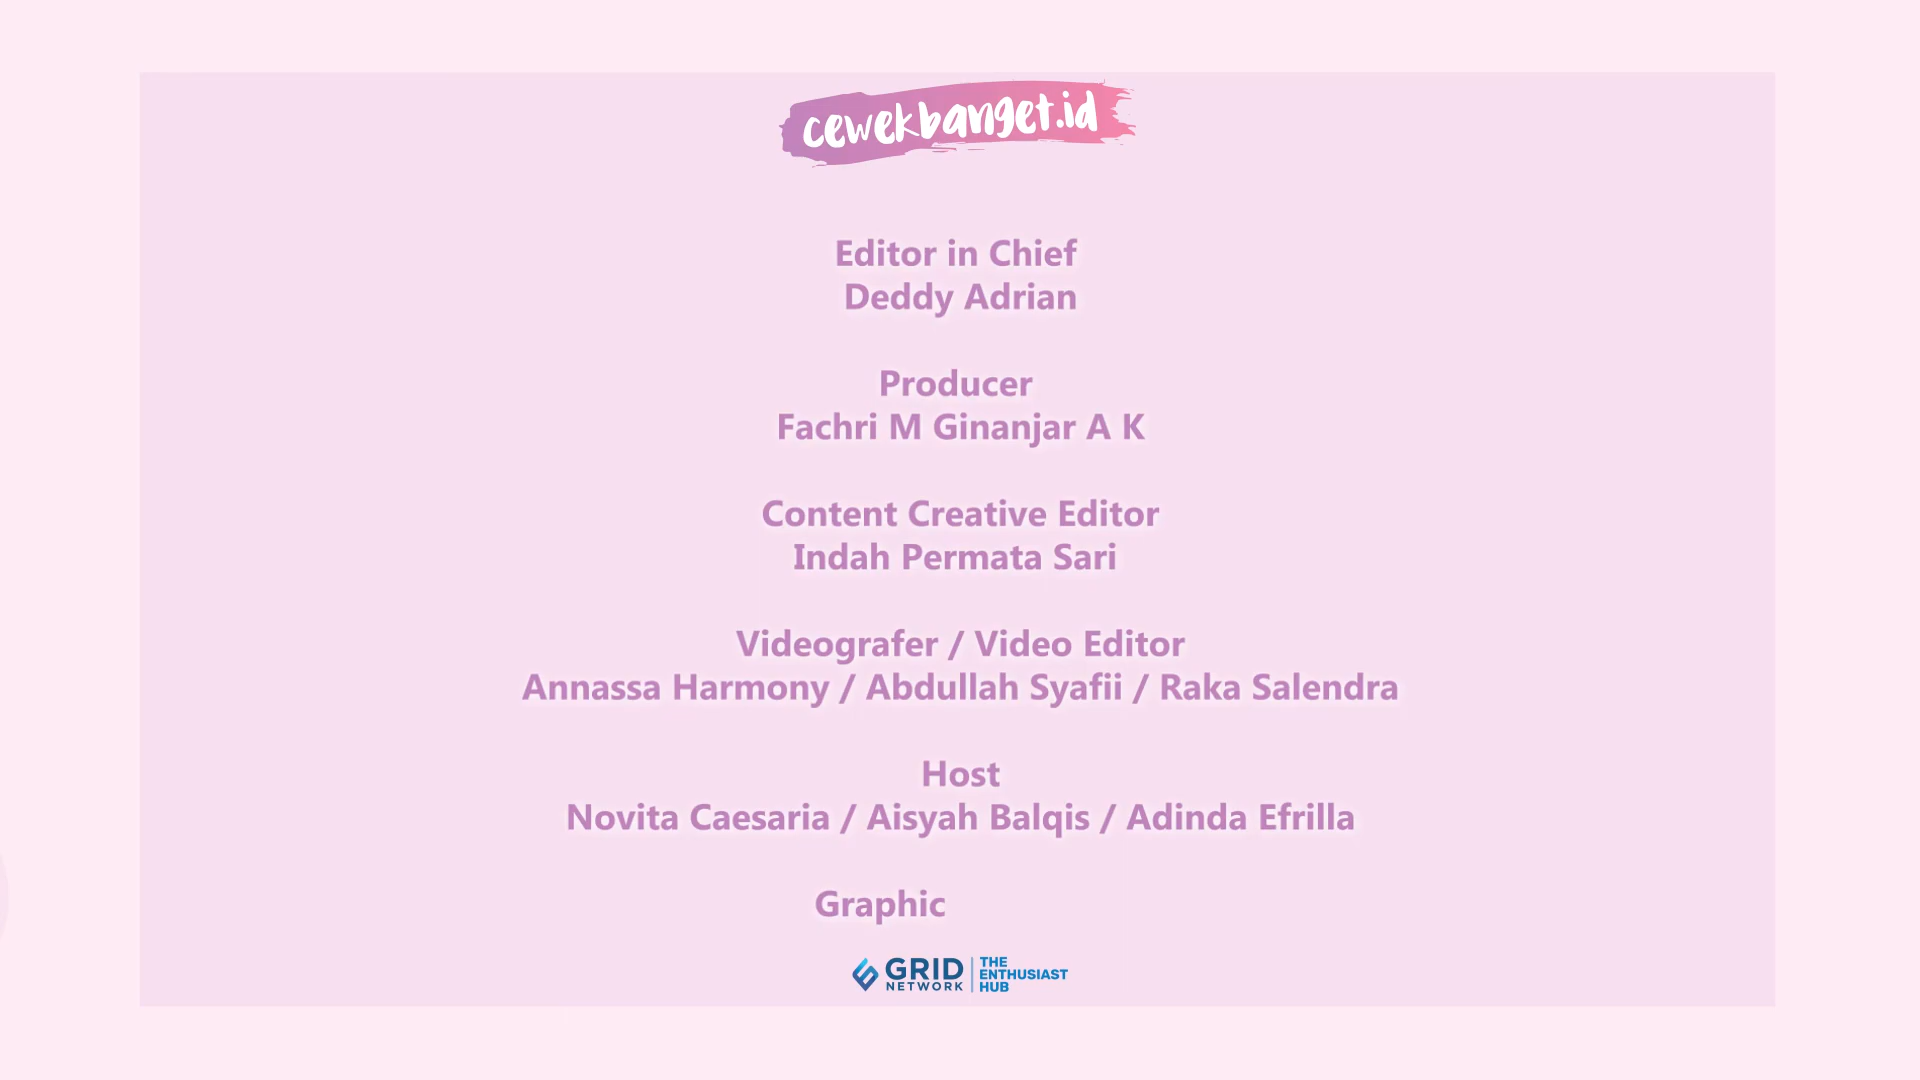 cewekbanget.id
Editor in Chief
Deddy Adrian
Producer
Fachri M Ginanjar A K
Content Creative Editor
Indah Permata Sari
Videografer / Video Editor
Annassa Harmony / Abdullah Syafii / Raka Salendra
Host
Novita Caesaria / Aisyah Balqis / Adinda Efrilla
Graphic
GRID
NETWORK
THE
ENTHUSIAST
HUB